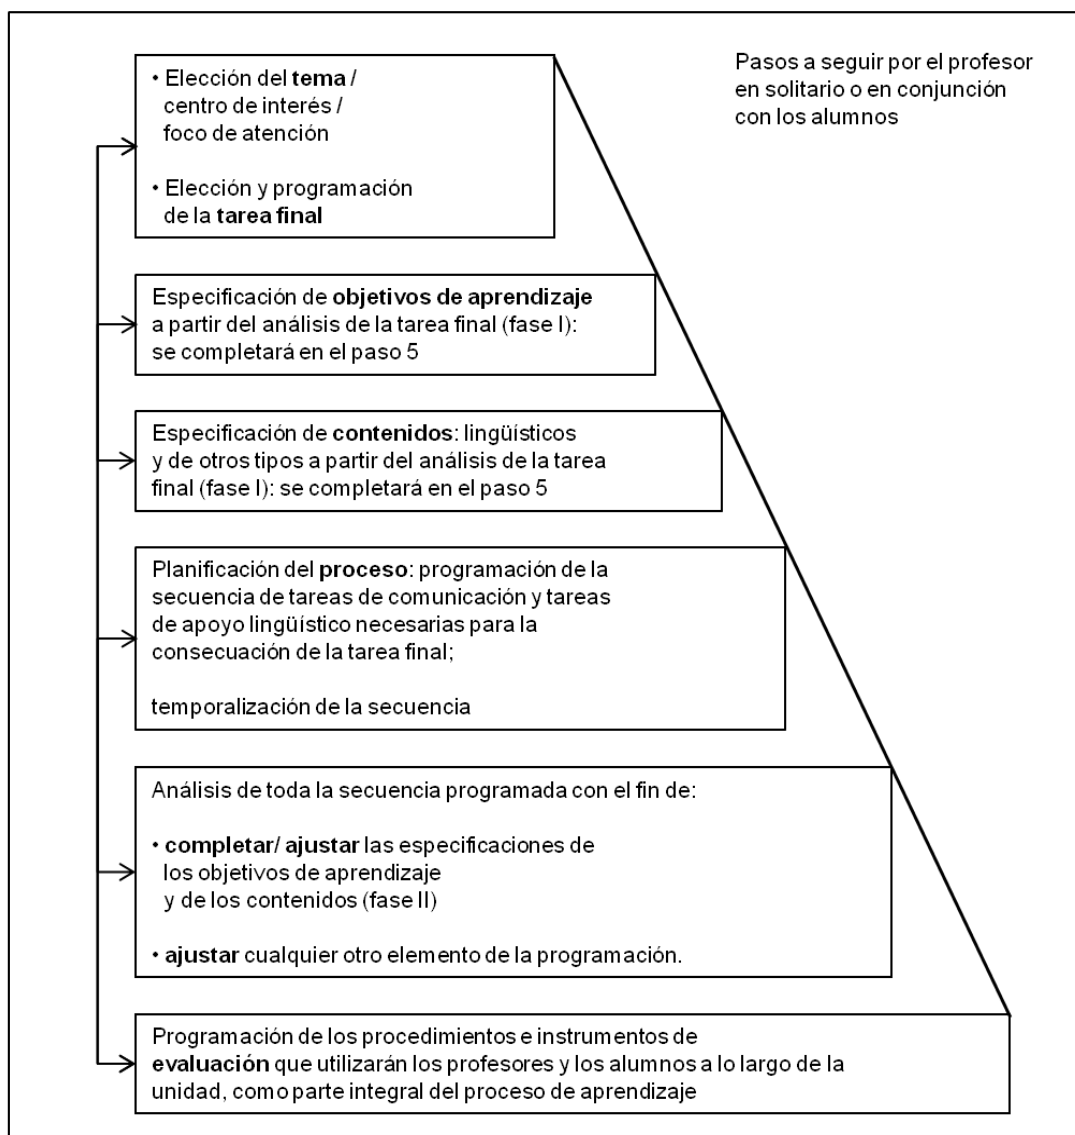 Pasos a seguir por el profesor
en solitario o en conjunción
con los alumnos
• Elección del tema /
centro de interés /
foco de atención
• Elección y programación
de la tarea final
Especificación de objetivos de aprendizaje
a partir del análisis de la tarea final (fase I):
se completará en el paso 5
Especificación de contenidos: lingüísticos
y de otros tipos a partir del análisis de la tarea
final (fase I): se completará en el paso 5
Planificación del proceso: programación de la
secuencia de tareas de comunicación y tareas
de apoyo lingüístico necesarias para la
consecuación de la tarea final;
temporalización de la secuencia
Análisis de toda la secuencia programada con el fin de:
• completar/ ajustar las especificaciones de
los objetivos de aprendizaje
y de los contenidos (fase II)
• ajustar cualquier otro elemento de la programación.
Programación de los procedimientos e instrumentos de
evaluación que utilizarán los profesores y los alumnos a lo largo de la
unidad, como parte integral del proceso de aprendizaje